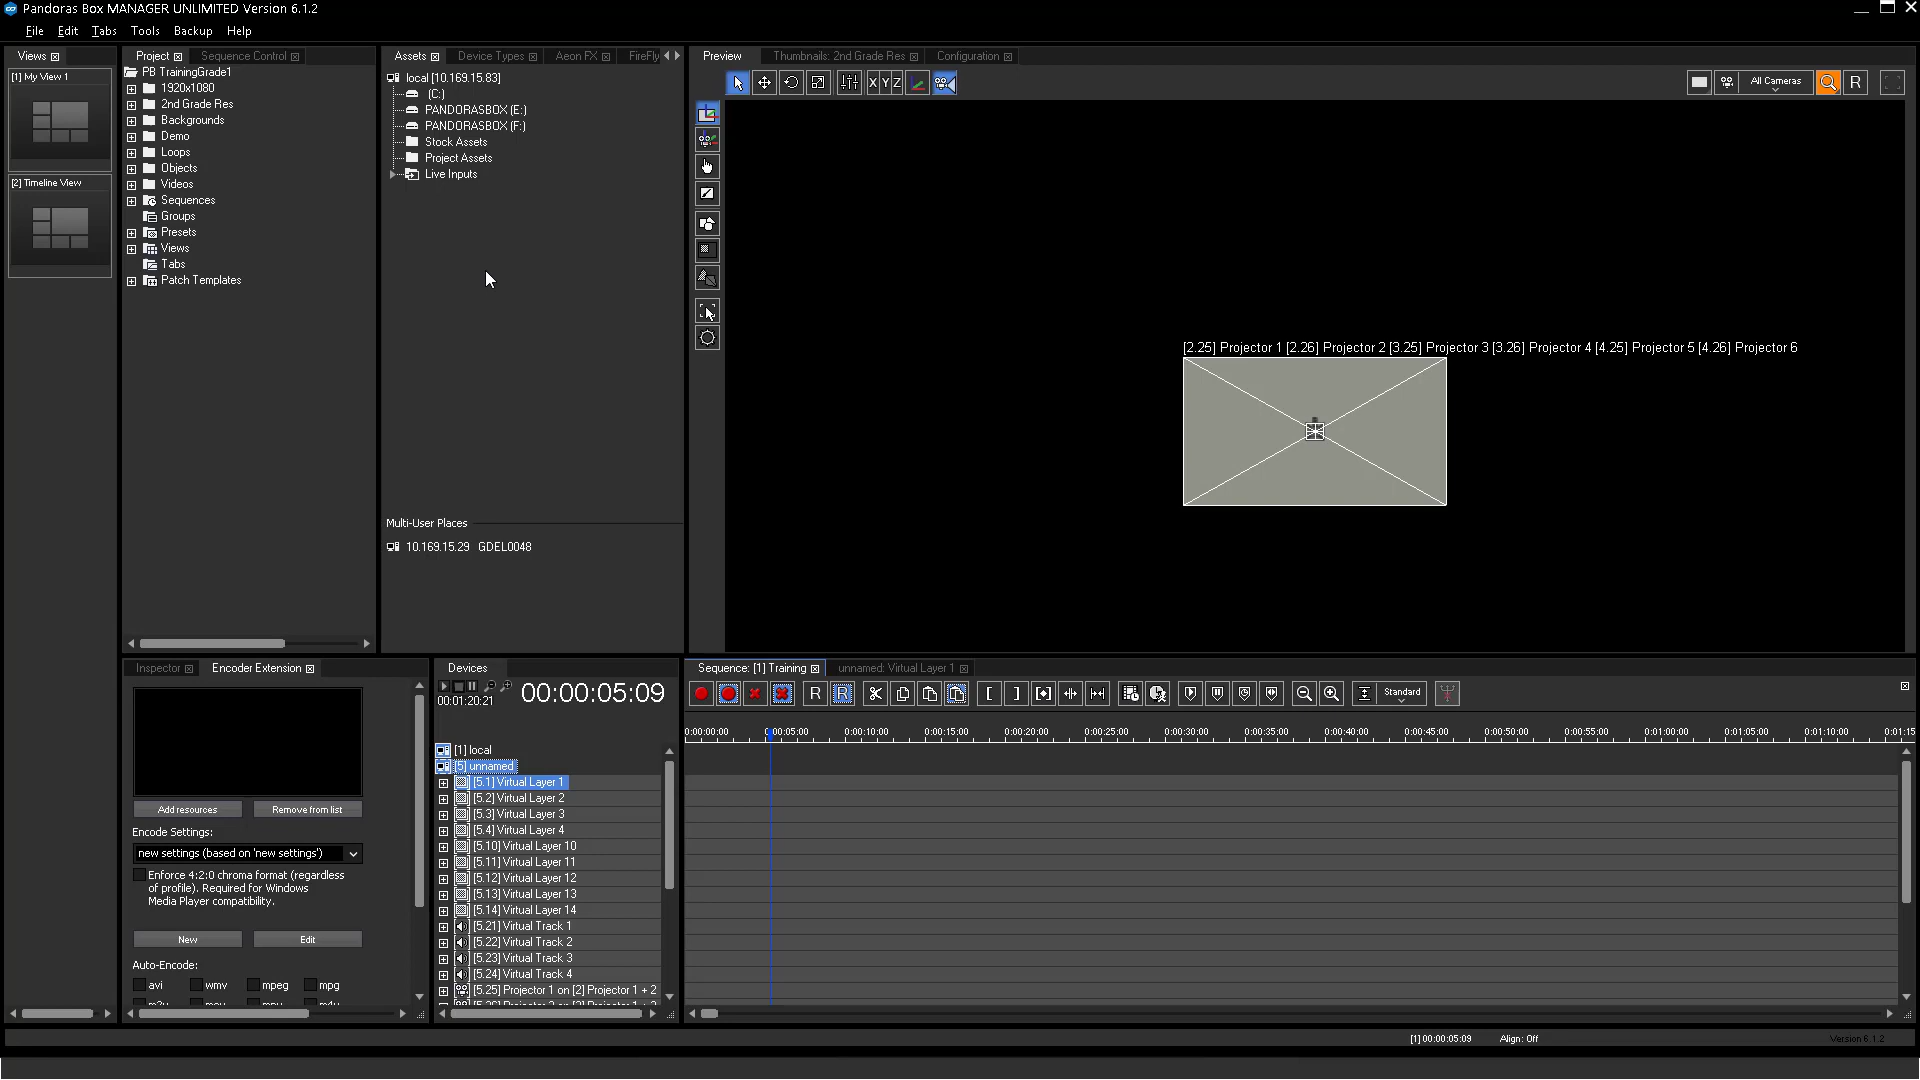 Pandoras Box MANAGER UNLIMITED Version 6.1.2
File Edit Tabs Tools Backup Help
Views
[1] My View 1
[2] Timeline View
Project Sequence Control
PB TrainingGrade1
1920x1080
2nd Grade Res
Backgrounds
Demo
Loops
Objects
Videos
Sequences
Groups
Presets
Views
Tabs
Patch Templates
Assets Device Types Aeon FX FireFly
local [10.169.15.83]
(C:)
PANDORASBOX (E:)
PANDORASBOX (F:)
Stock Assets
Project Assets
Live Inputs
Multi-User Places
10.169.15.29 GDEL0048
Preview Thumbnails: 2nd Grade Res Configuration
X Y Z
All Cameras
R
[2.25] Projector 1 [2.26] Projector 2 [3.25] Projector 3 [3.26] Projector 4 [4.25] Projector 5 [4.26] Projector 6
Inspector Encoder Extension
Add resources Remove from list
Encode Settings:
new settings (based on 'new settings')
Enforce 4:2:0 chroma format (regardless
of profile). Required for Windows
Media Player compatibility.
New Edit
Auto-Encode:
avi wmv mpeg mpg
Devices
00:00:05:09
00:01:20:21
[1] local
[5] unnamed
[5.1] Virtual Layer 1
[5.2] Virtual Layer 2
[5.3] Virtual Layer 3
[5.4] Virtual Layer 4
[5.10] Virtual Layer 10
[5.11] Virtual Layer 11
[5.12] Virtual Layer 12
[5.13] Virtual Layer 13
[5.14] Virtual Layer 14
[5.21] Virtual Track 1
[5.22] Virtual Track 2
[5.23] Virtual Track 3
[5.24] Virtual Track 4
[5.25] Projector 1 on [2] Projector 1 + 2
Sequence: [1] Training unnamed: Virtual Layer 1
R R [ ] Standard
0:00:00:00 0:00:05:00 0:00:10:00 0:00:15:00 0:00:20:00 0:00:25:00 0:00:30:00 0:00:35:00 0:00:40:00 0:00:45:00 0:00:50:00 0:00:55:00 0:01:00:00 0:01:05:00 0:01:10:00 0:01:15
[1] 00:00:05:09 Align: Off Version 6.1.2